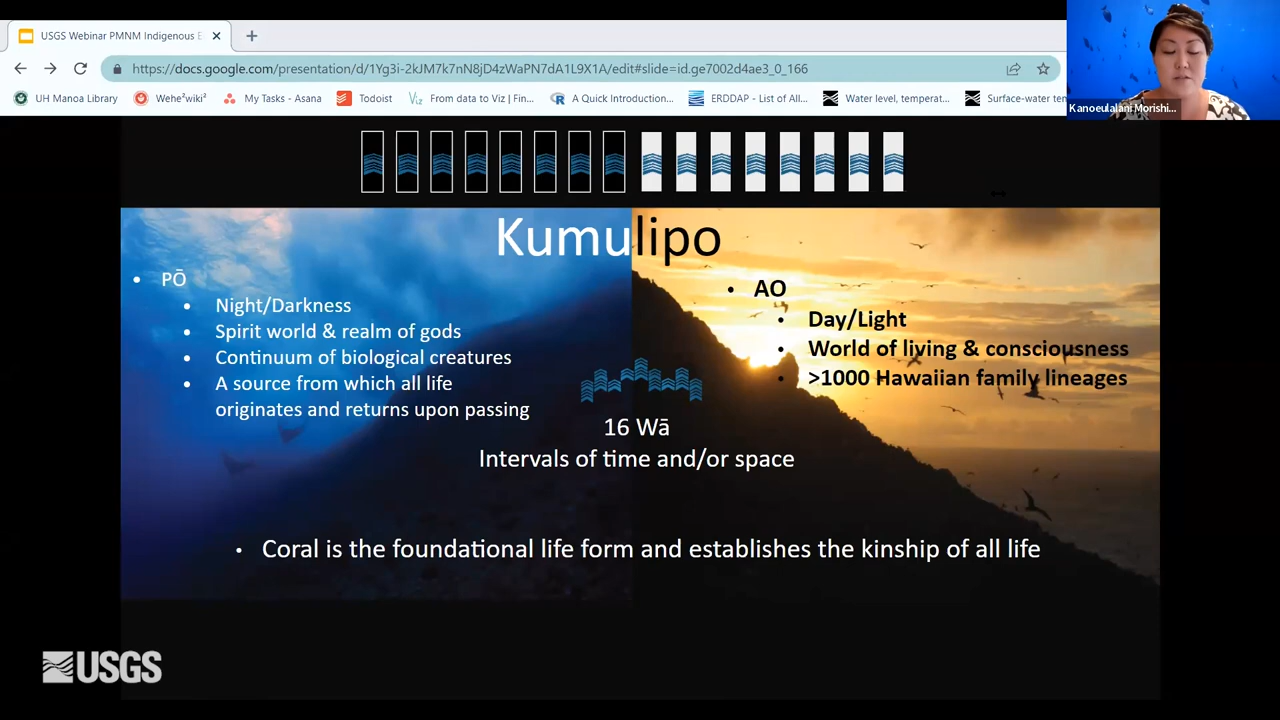 USGS Webinar PMNM Indigenous E
https://docs.google.com/presentation/d/1Yg3i-2kJM7k7nN8jD4zWaPN7dA1L9X1A/edit#slide=id.ge7002d4ae3_0_166
UH Manoa Library
Wehe²wiki²
My Tasks - Asana
Todoist
From data to Viz | Fin...
A Quick Introduction...
ERDDAP - List of All...
Water level, temperat...
Surface-water ten
Kanoeulalani Morishi...
Kumulipo
• PŌ
• Night/Darkness
• Spirit world & realm of gods
• Continuum of biological creatures
• A source from which all life
originates and returns upon passing
• AO
• Day/Light
• World of living & consciousness
• >1000 Hawaiian family lineages
16 Wā
Intervals of time and/or space
• Coral is the foundational life form and establishes the kinship of all life
USGS